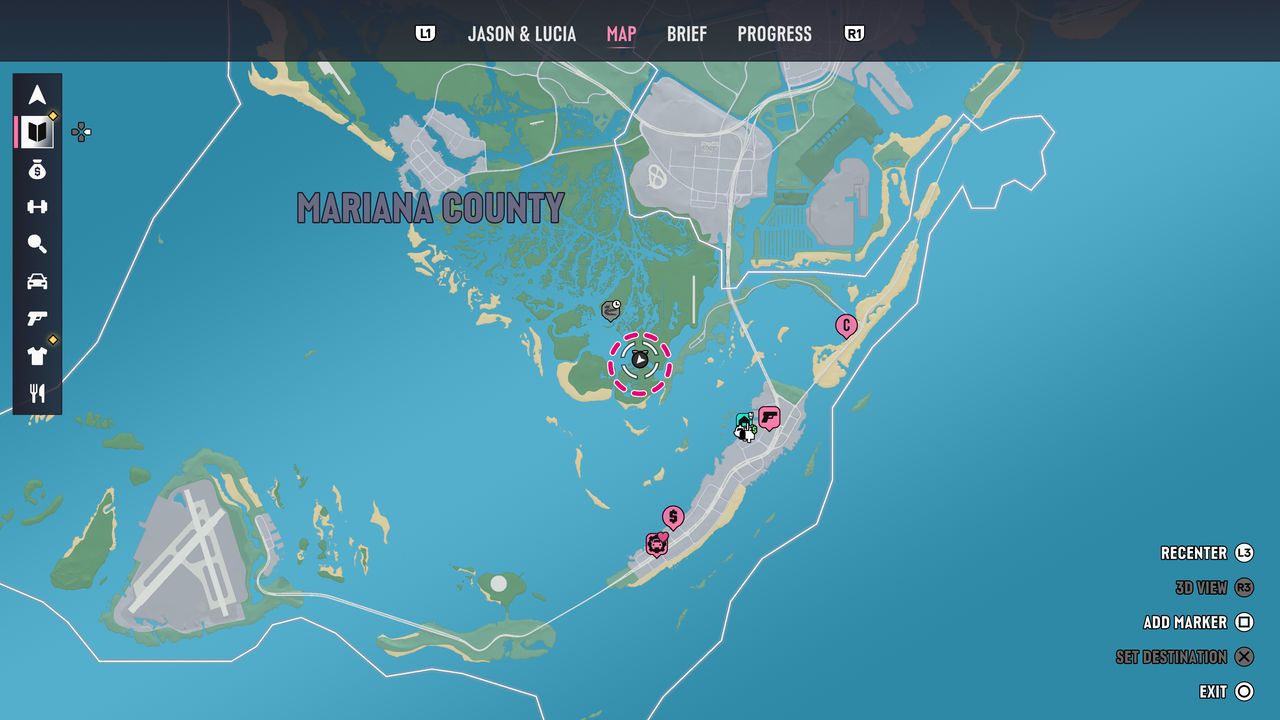 L1
JASON & LUCIA
MAP
BRIEF
PROGRESS
R1
MARIANA COUNTY
C
$
RECENTER L3
3D VIEW R3
ADD MARKER
SET DESTINATION
EXIT